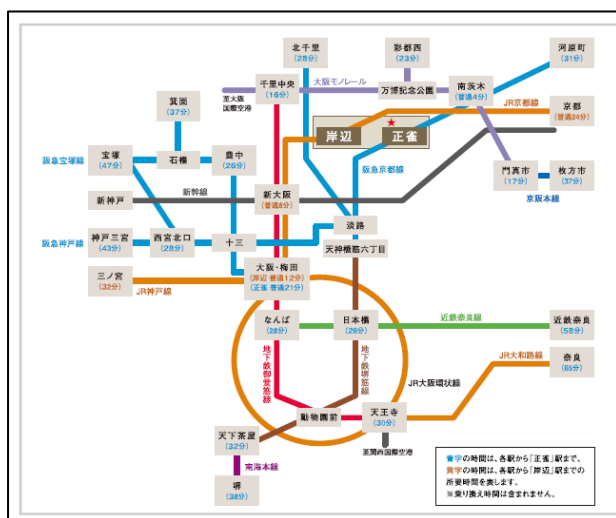 北千里
(28分)
彩都西
(23分)
河原町
(31分)
千里中央
(16分)
大阪モノレール
至大阪
国際空港
万博記念公園
南茨木
(普通4分)
JR京都線
京都
(普通24分)
箕面
(37分)
岸辺
正雀
阪急宝塚線
宝塚
(47分)
石橋
豊中
(26分)
阪急京都線
門真市
(17分)
枚方市
(37分)
京阪本線
新幹線
新神戸
新大阪
(普通8分)
淡路
阪急神戸線
神戸三宮
(43分)
西宮北口
(28分)
十三
天神橋筋六丁目
三ノ宮
(32分)
JR神戸線
大阪・梅田
(岸辺 普通12分)
(正雀 普通21分)
なんば
(28分)
日本橋
(26分)
近鉄奈良線
近鉄奈良
(58分)
地下鉄御堂筋線
地下鉄堺筋線
JR大和路線
奈良
(65分)
JR大阪環状線
動物園前
天王寺
(30分)
天下茶屋
(32分)
至関西国際空港
南海本線
堺
(38分)
青字の時間は、各駅から「正雀」駅まで、
黄字の時間は、各駅から「岸辺」駅までの
所要時間を表します。
※乗り換え時間は含まれません。